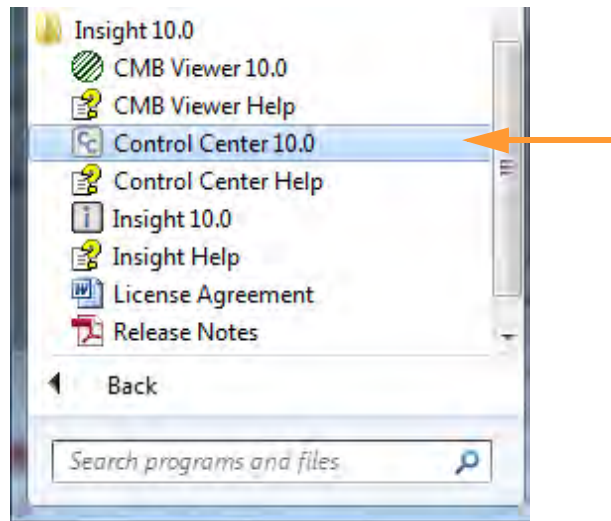 Insight 10.0
CMB Viewer 10.0
CMB Viewer Help
Control Center 10.0
Control Center Help
Insight 10.0
Insight Help
License Agreement
Release Notes
Back
Search programs and files